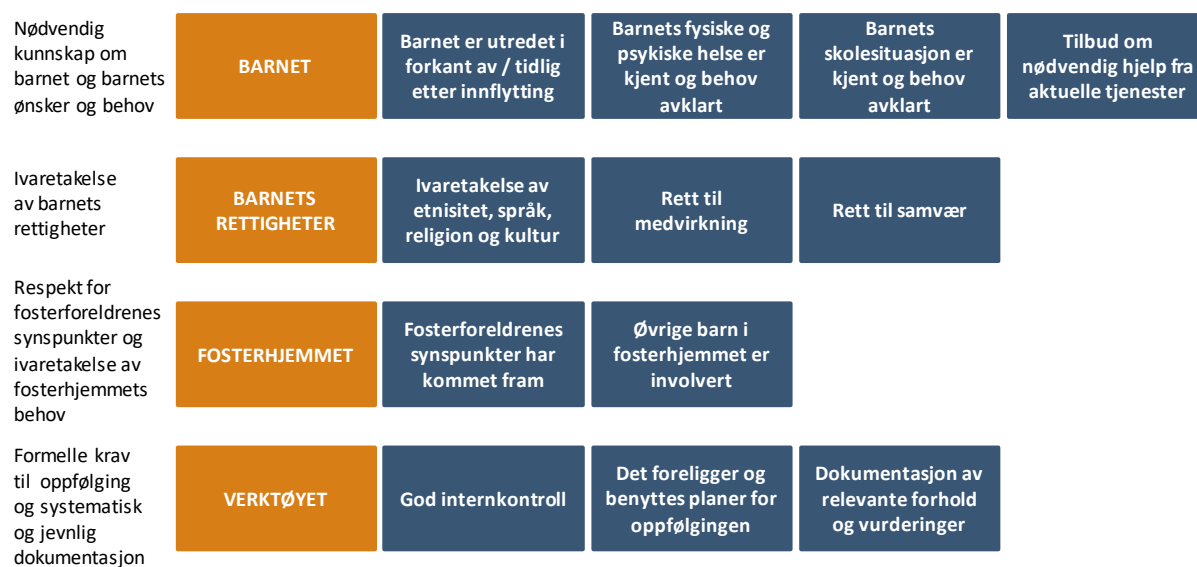 Nødvendig
kunnskap om
barnet og barnets
ønsker og behov
BARNET
Barnet er utredet i
forkant av / tidlig
etter innflytting
Barnets fysiske og
psykiske helse er
kjent og behov
avklart
Barnets
skolesituasjon er
kjent og behov
avklart
Tilbud om
nødvendig hjelp fra
aktuelle tjenester
Ivaretakelse
av barnets
rettigheter
BARNETS
RETTIGHETER
Ivaretakelse av
etnisitet, språk,
religion og kultur
Rett til
medvirkning
Rett til samvær
Respekt for
fosterforeldrenes
synspunkter og
ivaretakelse av
fosterhjemmets
behov
FOSTERHJEMMET
Fosterforeldrenes
synspunkter har
kommet fram
Øvrige barn i
fosterhjemmet er
involvert
Formelle krav
til oppfølging
og systematisk
og jevnlig
dokumentasjon
VERKTØYET
God internkontroll
Det foreligger og
benyttes planer for
oppfølgingen
Dokumentasjon av
relevante forhold
og vurderinger